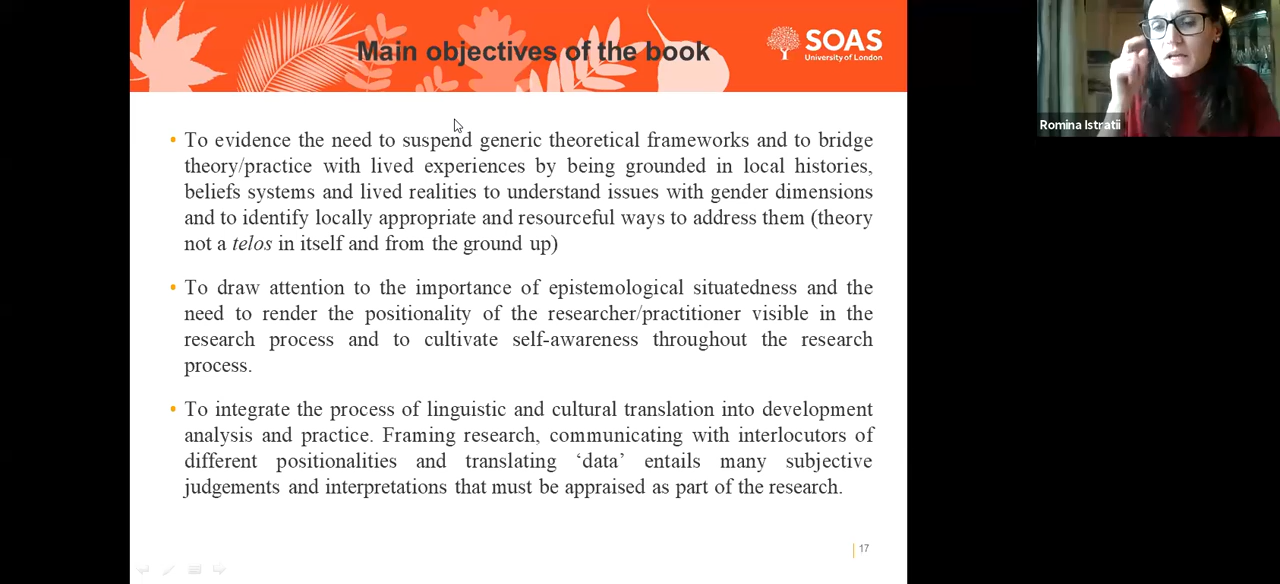 Main objectives of the book
SOAS
University of London
Romina Istratii
• To evidence the need to suspend generic theoretical frameworks and to bridge
theory/practice with lived experiences by being grounded in local histories,
beliefs systems and lived realities to understand issues with gender dimensions
and to identify locally appropriate and resourceful ways to address them (theory
not a telos in itself and from the ground up)
• To draw attention to the importance of epistemological situatedness and the
need to render the positionality of the researcher/practitioner visible in the
research process and to cultivate self-awareness throughout the research
process.
• To integrate the process of linguistic and cultural translation into development
analysis and practice. Framing research, communicating with interlocutors of
different positionalities and translating ‘data’ entails many subjective
judgements and interpretations that must be appraised as part of the research.
17